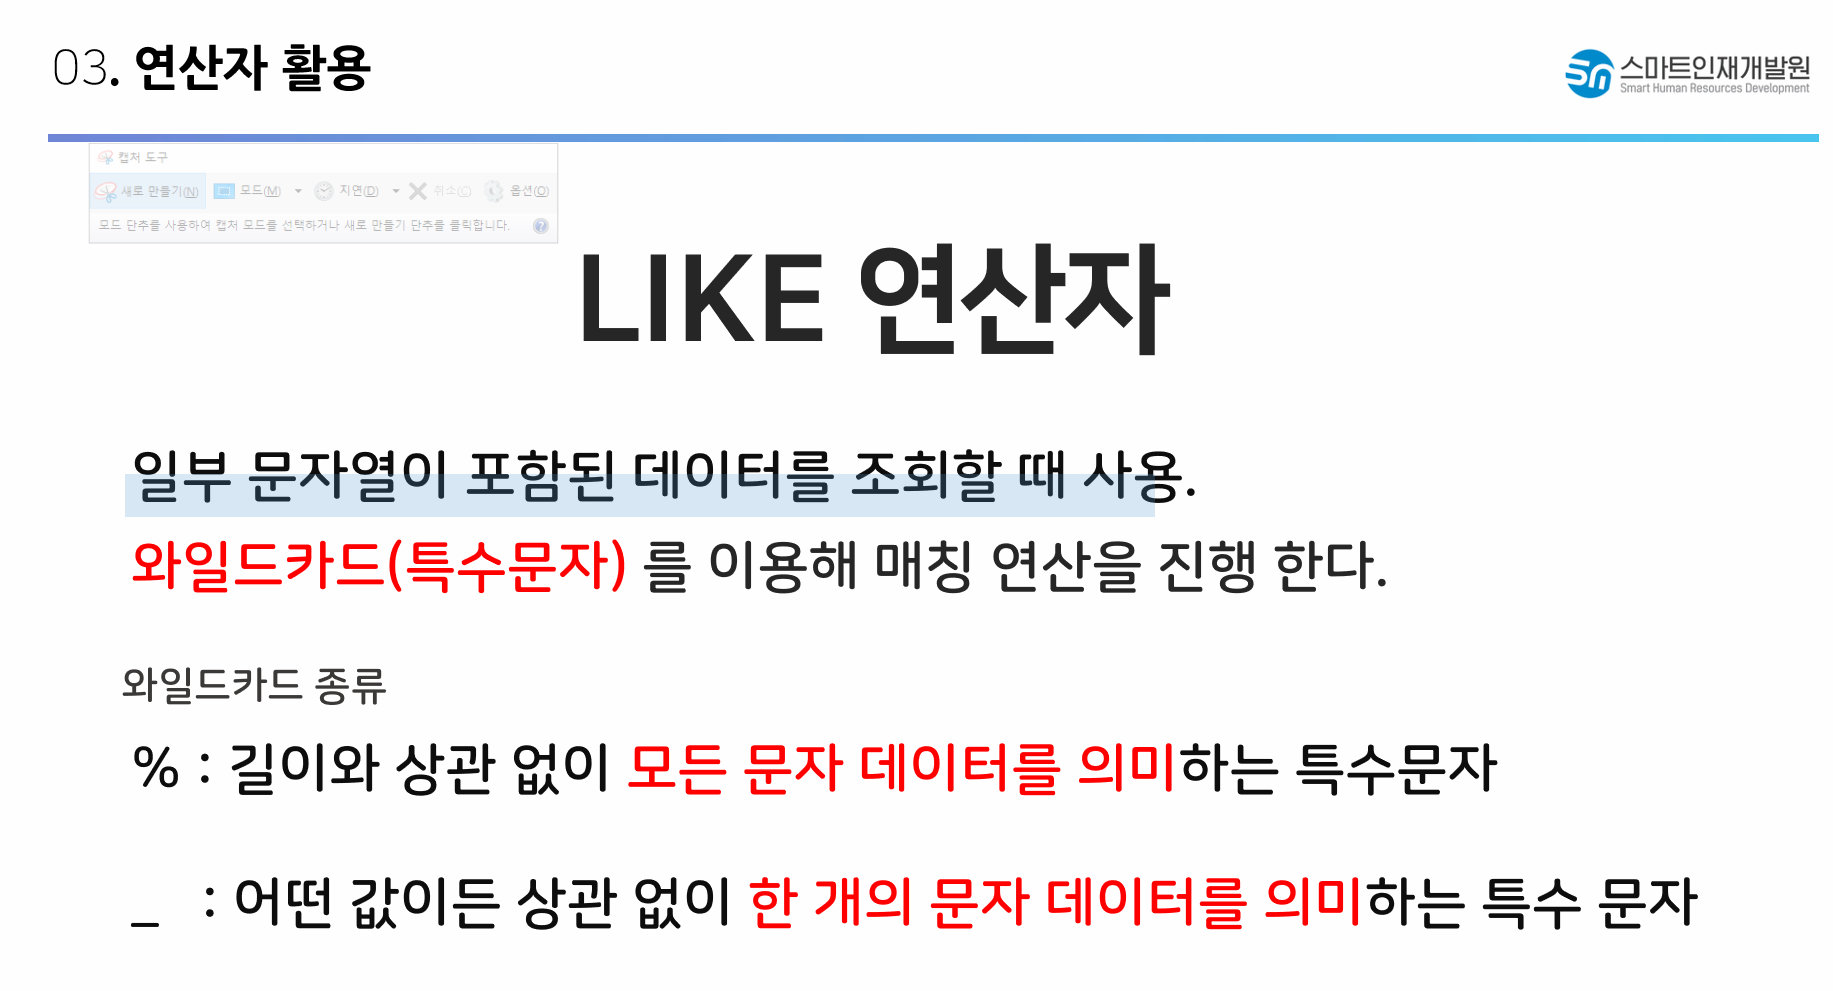 03. 연산자 활용
스마트인재개발원
Smart Human Resources Development
캡처 도구
새로 만들기(N) 모드(M) 지연(D) 취소(C) 옵션(O)
모드 단추를 사용하여 캡처 모드를 선택하거나 새로 만들기 단추를 클릭합니다.
LIKE 연산자
일부 문자열이 포함된 데이터를 조회할 때 사용.
와일드카드(특수문자) 를 이용해 매칭 연산을 진행 한다.
와일드카드 종류
% : 길이와 상관 없이 모든 문자 데이터를 의미하는 특수문자
_ : 어떤 값이든 상관 없이 한 개의 문자 데이터를 의미하는 특수 문자